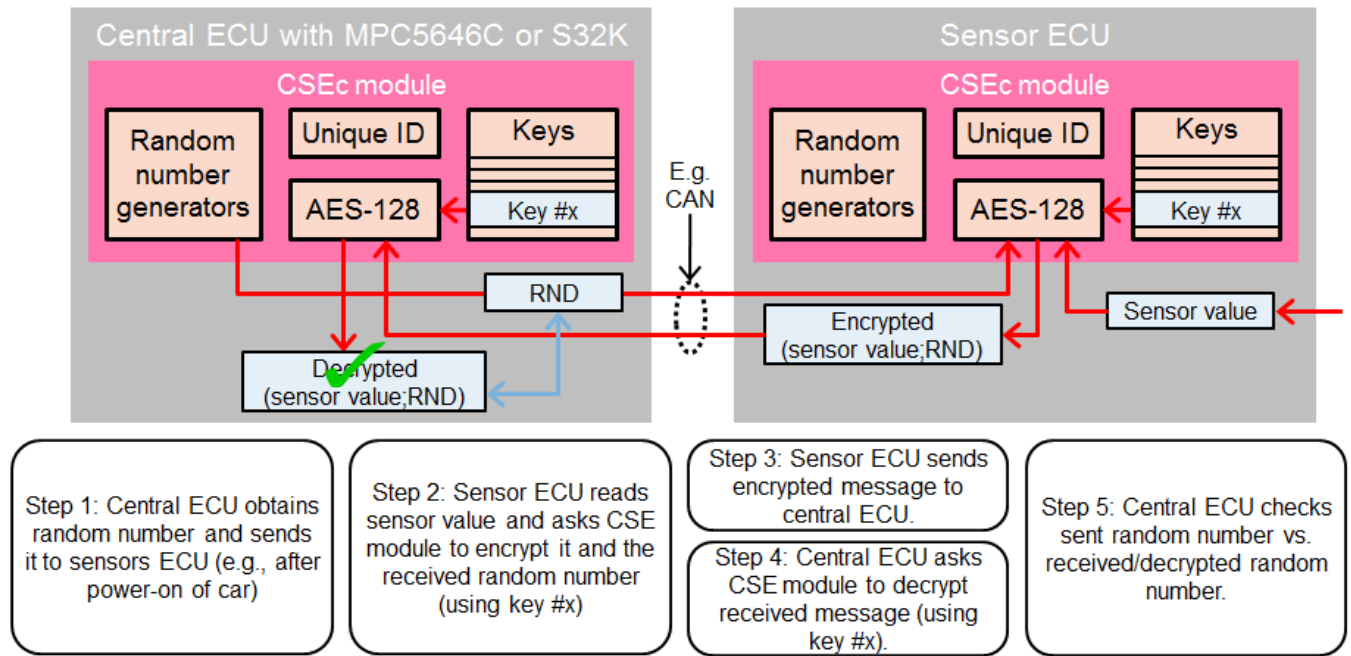 Central ECU with MPC5646C or S32K
CSEc module
Random
number
generators
Unique ID
AES-128
Keys
Key #x
RND
Decrypted
(sensor value;RND)
E.g.
CAN
Sensor ECU
CSEc module
Random
number
generators
Unique ID
AES-128
Keys
Key #x
Encrypted
(sensor value;RND)
Sensor value
Step 1: Central ECU obtains
random number and sends
it to sensors ECU (e.g., after
power-on of car)
Step 2: Sensor ECU reads
sensor value and asks CSE
module to encrypt it and the
received random number
(using key #x)
Step 3: Sensor ECU sends
encrypted message to
central ECU.
Step 4: Central ECU asks
CSE module to decrypt
received message (using
key #x).
Step 5: Central ECU checks
sent random number vs.
received/decrypted random
number.